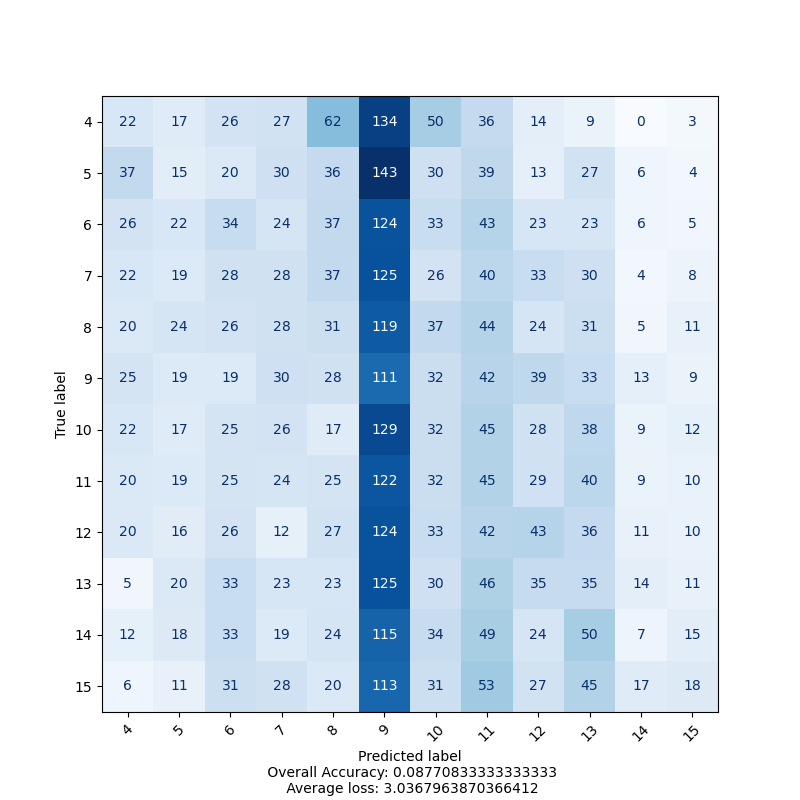 4 22 17 26 27 62 134 50 36 14 9 0 3
5 37 15 20 30 36 143 30 39 13 27 6 4
6 26 22 34 24 37 124 33 43 23 23 6 5
7 22 19 28 28 37 125 26 40 33 30 4 8
8 20 24 26 28 31 119 37 44 24 31 5 11
9 25 19 19 30 28 111 32 42 39 33 13 9
True label
10 22 17 25 26 17 129 32 45 28 38 9 12
11 20 19 25 24 25 122 32 45 29 40 9 10
12 20 16 26 12 27 124 33 42 43 36 11 10
13 5 20 33 23 23 125 30 46 35 35 14 11
14 12 18 33 19 24 115 34 49 24 50 7 15
15 6 11 31 28 20 113 31 53 27 45 17 18
4 5 6 7 8 9 10 11 12 13 14 15
Predicted label
Overall Accuracy: 0.08770833333333333
Average loss: 3.0367963870366412